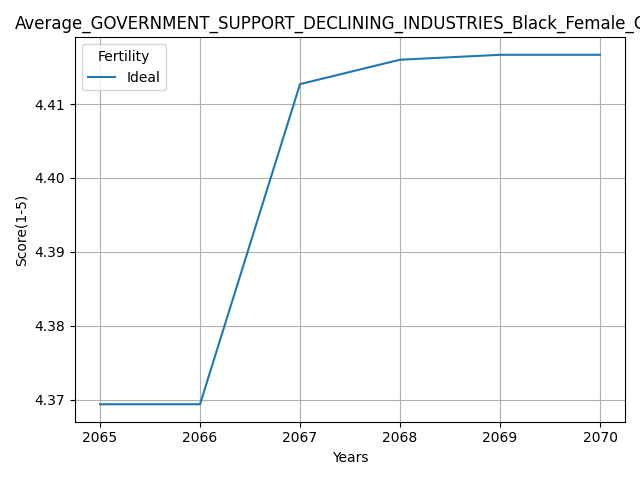 Average_GOVERNMENT_SUPPORT_DECLINING_INDUSTRIES_Black_Female_
Fertility
Ideal
4.41
4.40
4.39
4.38
4.37
Score(1-5)
2065 2066 2067 2068 2069 2070
Years